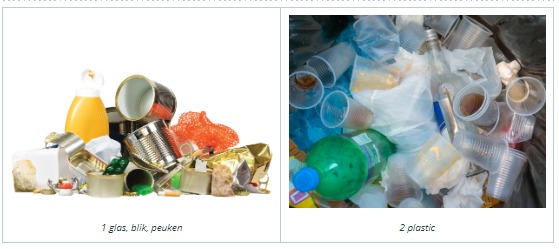 1 glas, blik, peuken
2 plastic